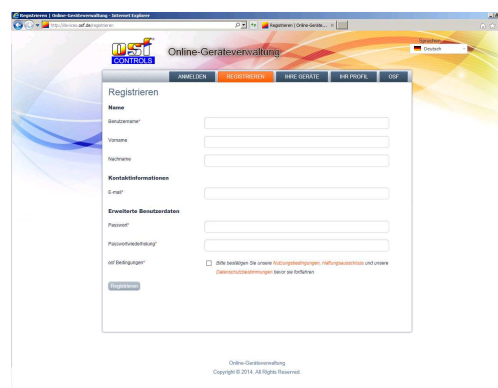 Registrieren | Online-Geräteverwaltung - Internet Explorer
http://devices.osf.de/registrieren
Registrieren | Online-Geräte...
Sprachen
Deutsch
osf
CONTROLS
Online-Geräteverwaltung
ANMELDEN
REGISTRIEREN
IHRE GERÄTE
IHR PROFIL
OSF
Registrieren
Name
Benutzername*
Vorname
Nachname
Kontaktinformationen
E-mail*
Erweiterte Benutzerdaten
Passwort*
Passwortwiederholung*
osf Bedingungen*
Bitte bestätigen Sie unsere Nutzungsbedingungen, Haftungsausschluss und unsere
Datenschutzbestimmungen bevor sie fortfahren.
Registrieren
Online-Geräteverwaltung
Copyright © 2014. All Rights Reserved.